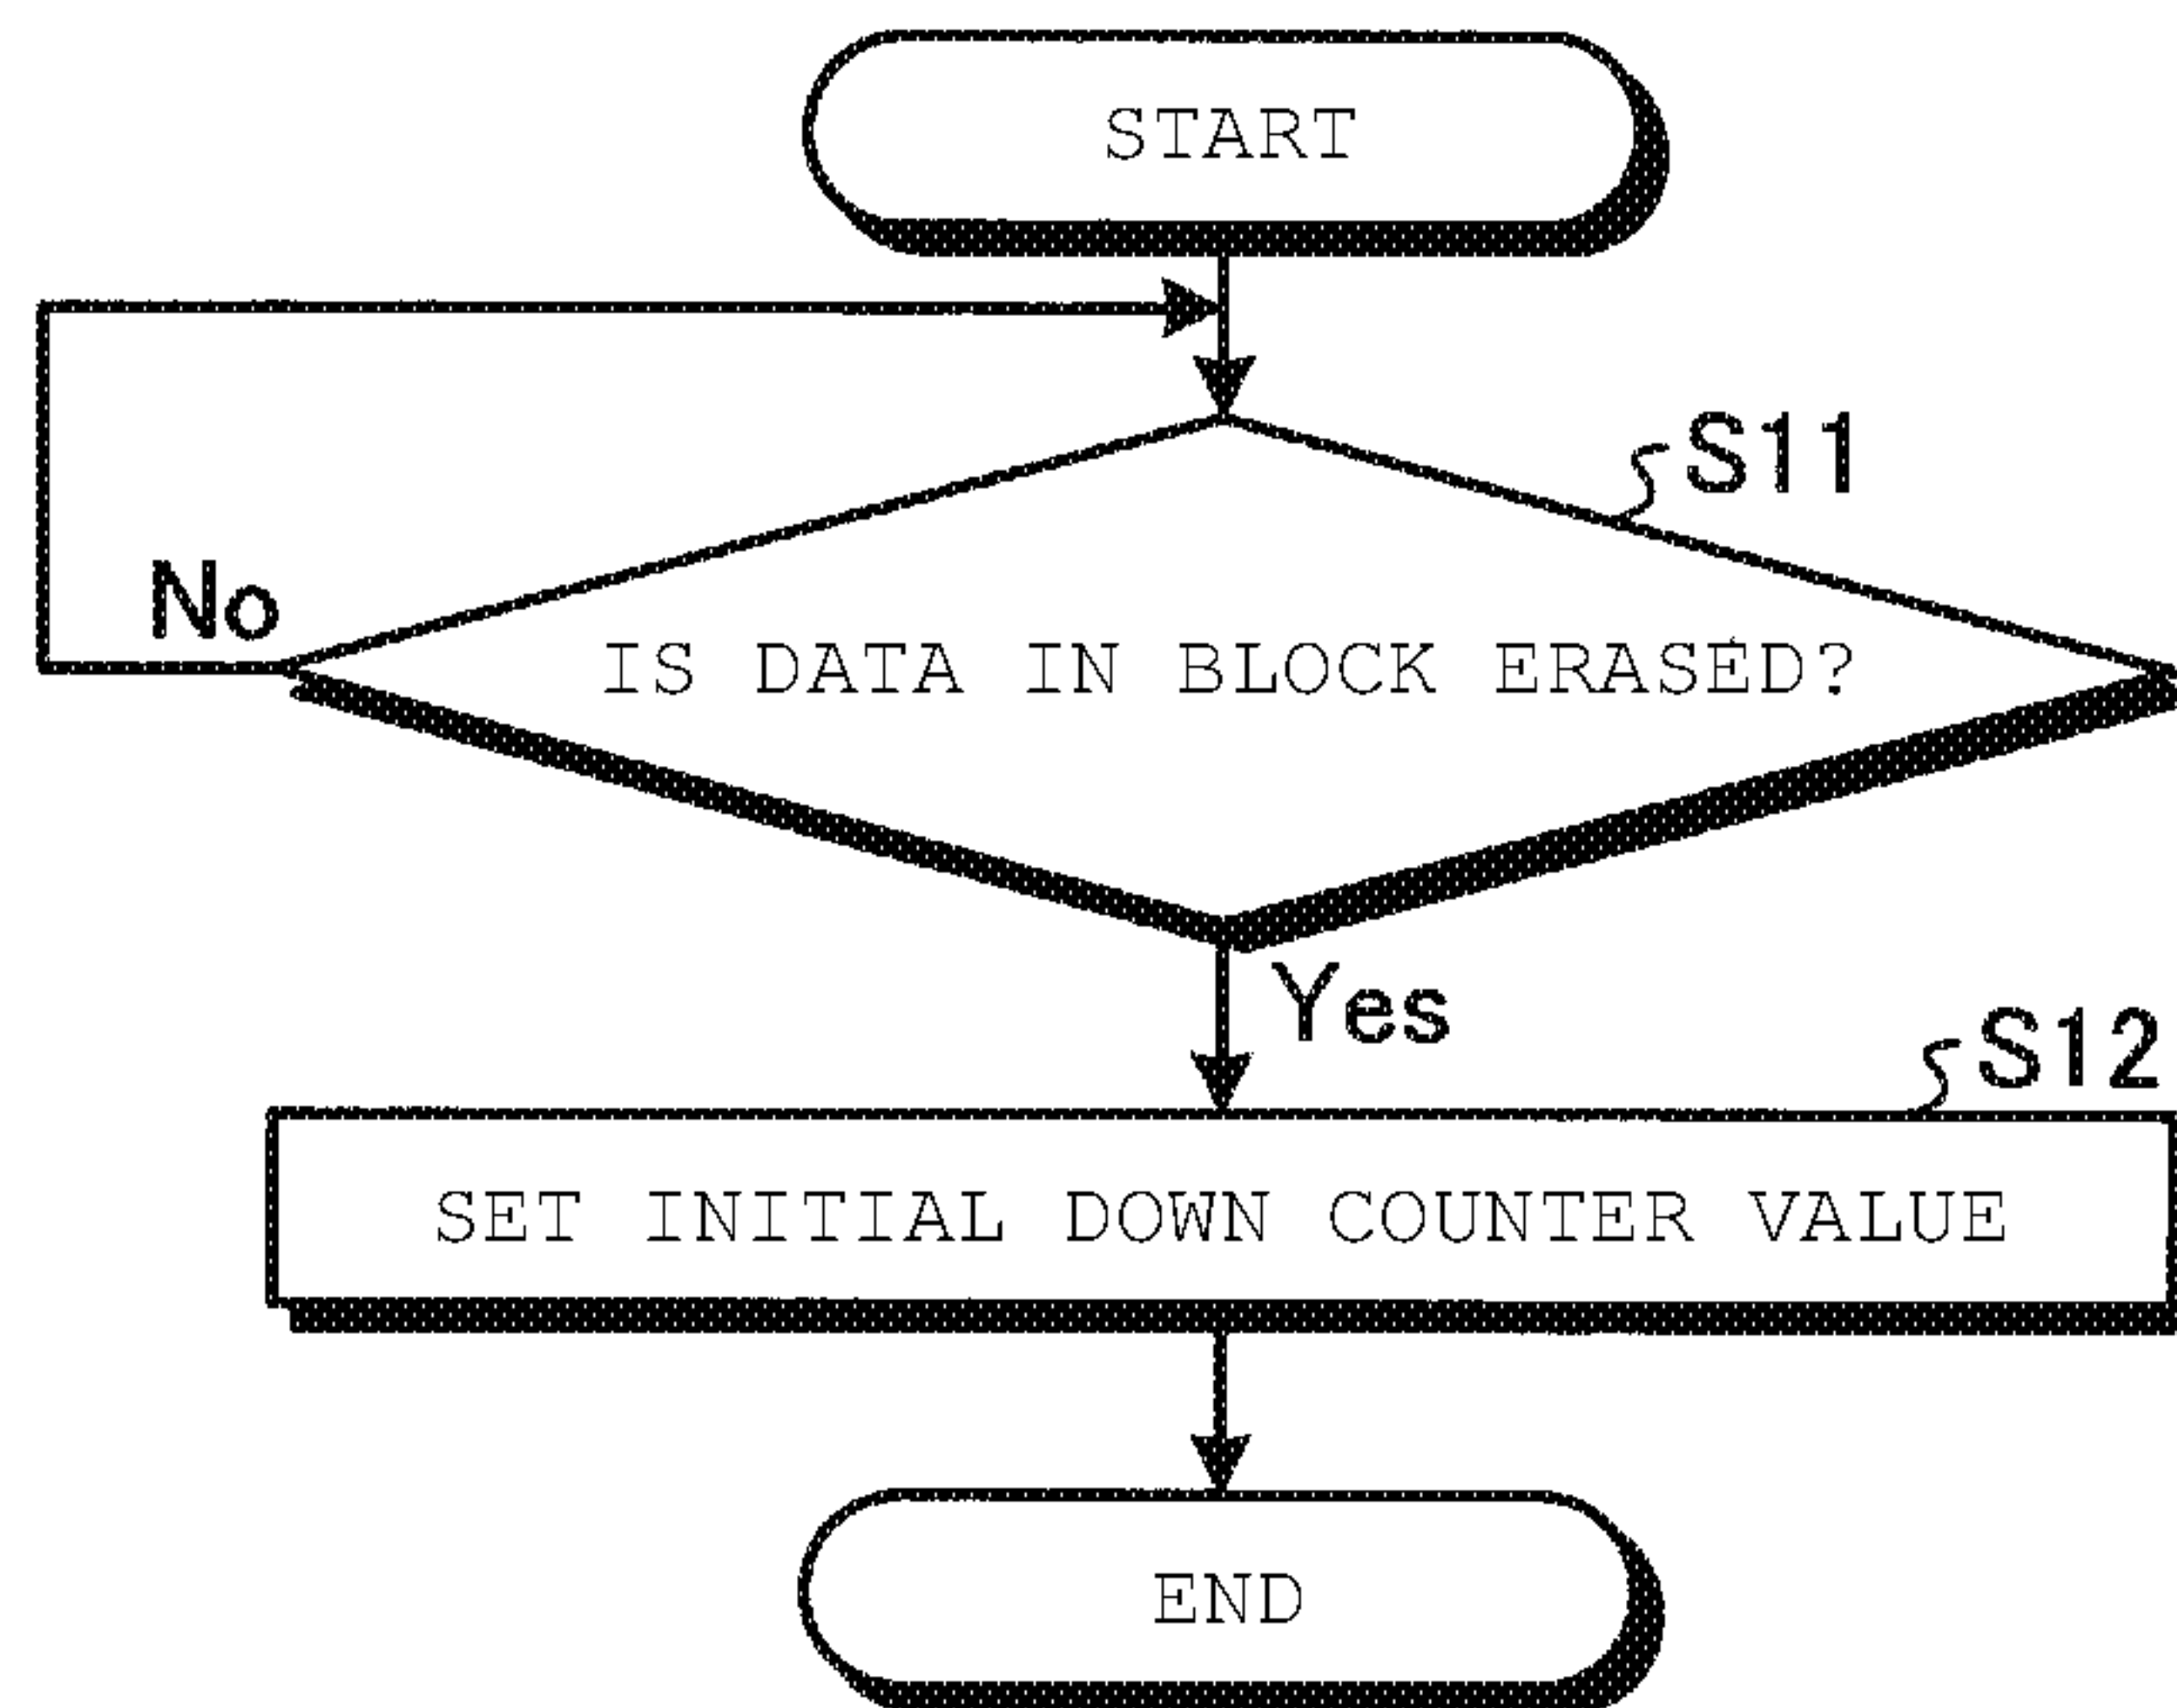 START
S11
No
IS DATA IN BLOCK ERASED?
Yes
S12
SET INITIAL DOWN COUNTER VALUE
END